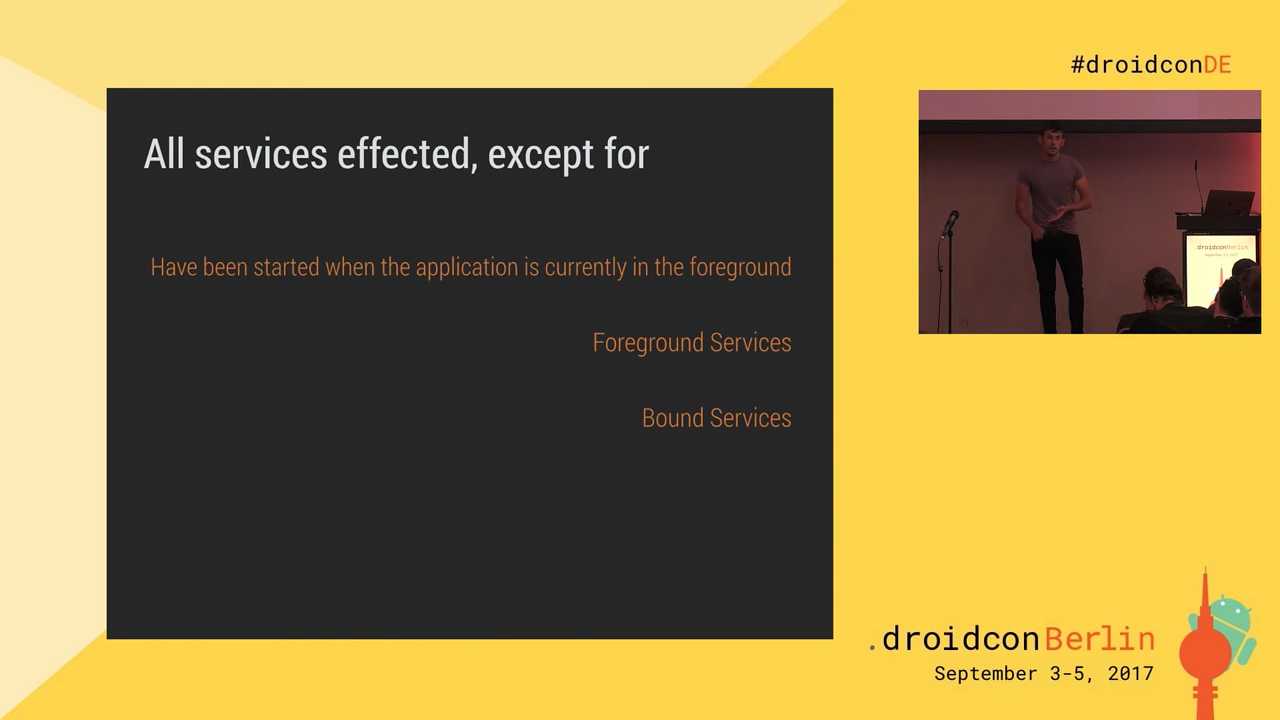 #droidconDE
All services effected, except for
Have been started when the application is currently in the foreground
Foreground Services
Bound Services
.droidconBerlin
.droidconBerlin
September 3-5, 2017